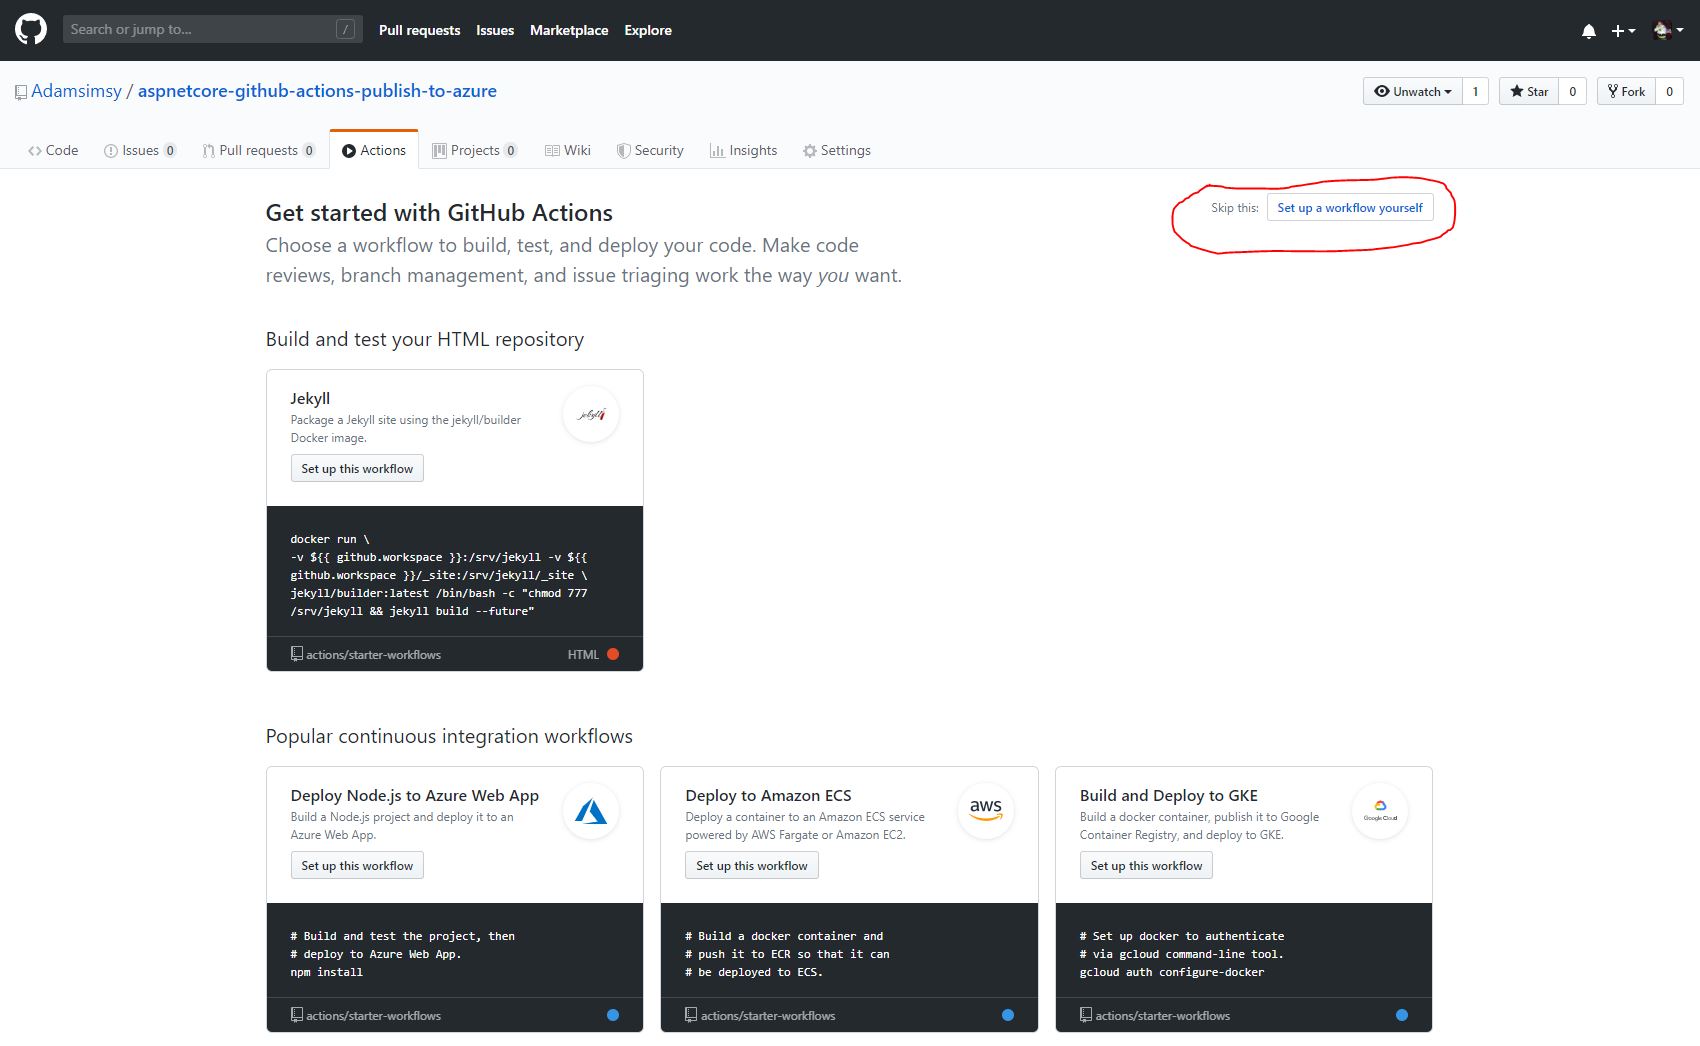 Search or jump to... /
Pull requests Issues Marketplace Explore
Adamsimsy / aspnetcore-github-actions-publish-to-azure
Unwatch 1 Star 0 Fork 0
Code Issues 0 Pull requests 0 Actions Projects 0 Wiki Security Insights Settings
Get started with GitHub Actions
Skip this: Set up a workflow yourself
Choose a workflow to build, test, and deploy your code. Make code
reviews, branch management, and issue triaging work the way you want.
Build and test your HTML repository
Jekyll
Package a Jekyll site using the jekyll/builder
Docker image.
jekyll
Set up this workflow
docker run \
-v ${{ github.workspace }}:/srv/jekyll -v ${{
github.workspace }}/_site:/srv/jekyll/_site \
jekyll/builder:latest /bin/bash -c "chmod 777
/srv/jekyll && jekyll build --future"
actions/starter-workflows HTML
Popular continuous integration workflows
Deploy Node.js to Azure Web App
Build a Node.js project and deploy it to an
Azure Web App.
Set up this workflow
# Build and test the project, then
# deploy to Azure Web App.
npm install
actions/starter-workflows
Deploy to Amazon ECS
Deploy a container to an Amazon ECS service
powered by AWS Fargate or Amazon EC2.
aws
Set up this workflow
# Build a docker container and
# push it to ECR so that it can
# be deployed to ECS.
actions/starter-workflows
Build and Deploy to GKE
Build a docker container, publish it to Google
Container Registry, and deploy to GKE.
Google Cloud
Set up this workflow
# Set up docker to authenticate
# via gcloud command-line tool.
gcloud auth configure-docker
actions/starter-workflows